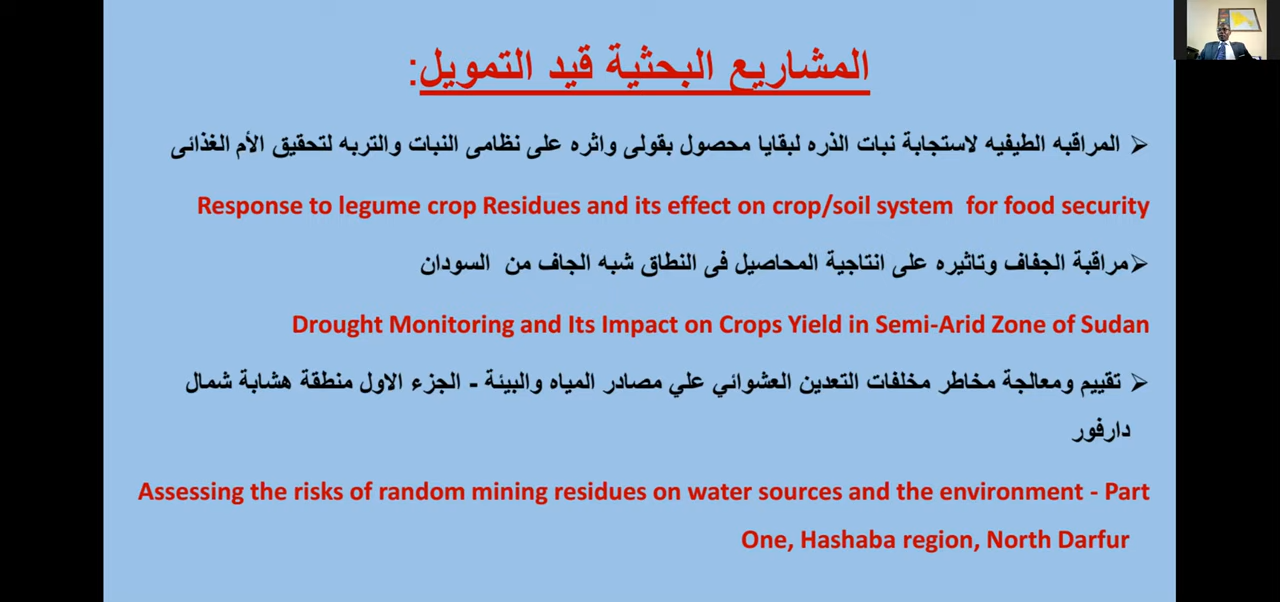 المشاريع البحثية قيد التمويل:
المراقبه الطيفيه لاستجابة نبات الذره لبقايا محصول بقولى واثره على نظامى النبات والتربه لتحقيق الأم الغذائى
Response to legume crop Residues and its effect on crop/soil system for food security
مراقبة الجفاف وتاثيره على انتاجية المحاصيل فى النطاق شبه الجاف من السودان
Drought Monitoring and Its Impact on Crops Yield in Semi-Arid Zone of Sudan
تقييم ومعالجة مخاطر مخلفات التعدين العشوائي علي مصادر المياه والبيئة - الجزء الاول منطقة هشابة شمال
دارفور
Assessing the risks of random mining residues on water sources and the environment - Part
One, Hashaba region, North Darfur